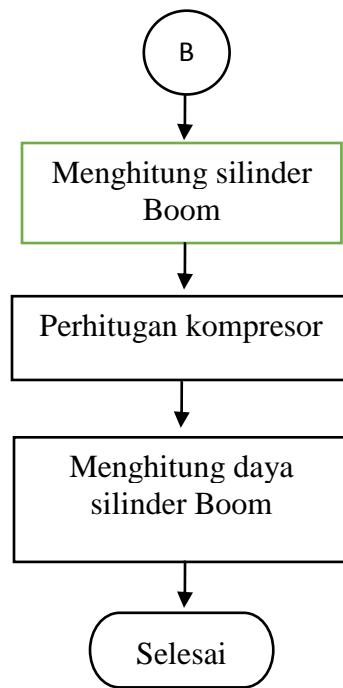 B
Menghitung silinder
Boom
Perhitugan kompresor
Menghitung daya
silinder Boom
Selesai